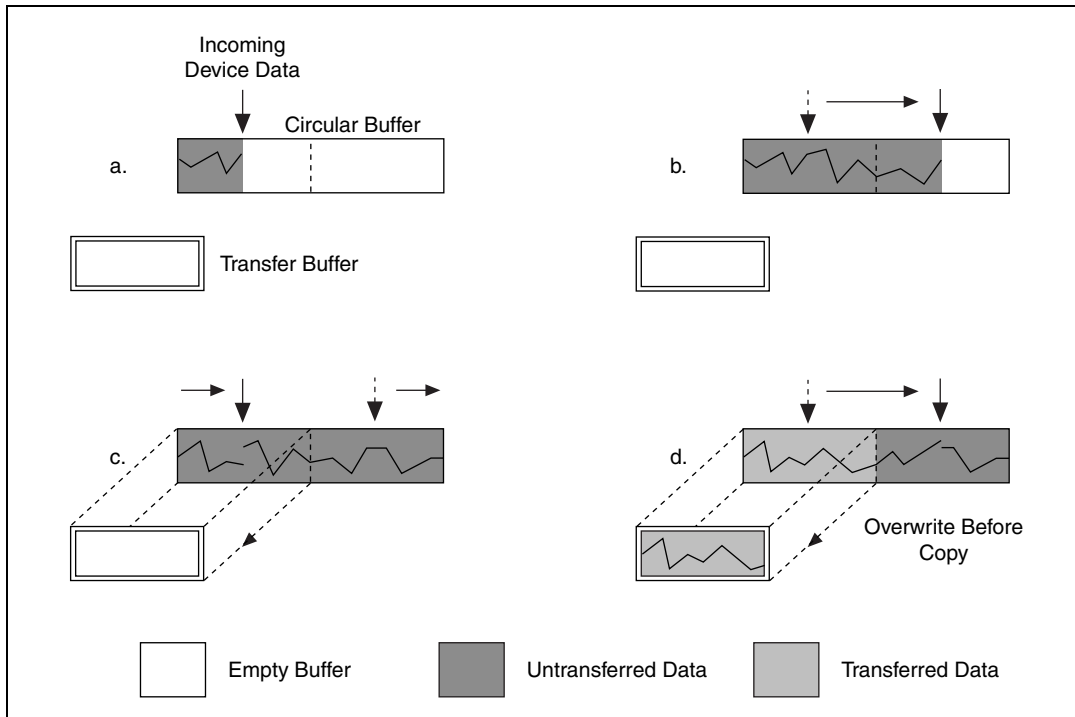 Incoming
Device Data
Circular Buffer
a.
b.
Transfer Buffer
c.
d.
Overwrite Before
Copy
Empty Buffer
Untransferred Data
Transferred Data